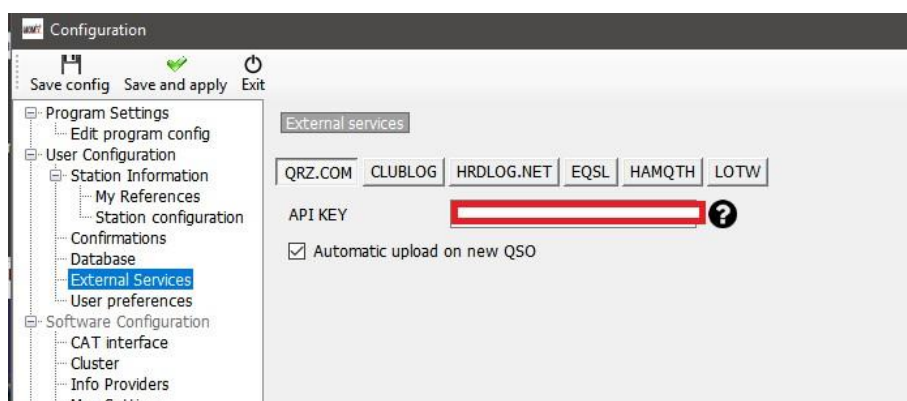 Configuration
Save config Save and apply Exit
Program Settings
Edit program config
User Configuration
Station Information
My References
Station configuration
Confirmations
Database
External Services
User preferences
Software Configuration
CAT interface
Cluster
Info Providers
External services
QRZ.COM CLUBLOG HRDLOG.NET EQSL HAMQTH LOTW
API KEY
Automatic upload on new QSO